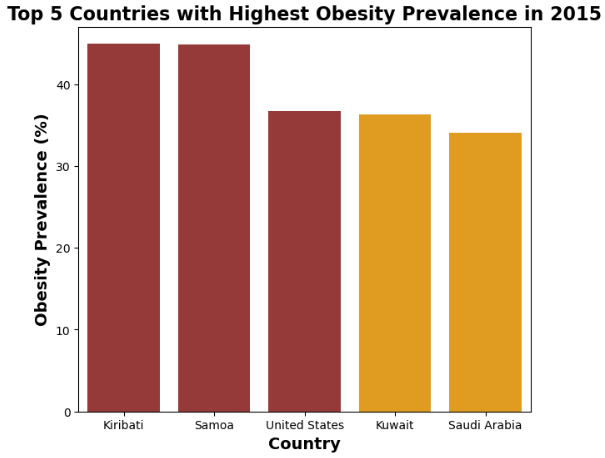 Top 5 Countries with Highest Obesity Prevalence in 2015
Obesity Prevalence (%)
40
30
20
10
0
Kiribati Samoa United States Kuwait Saudi Arabia
Country